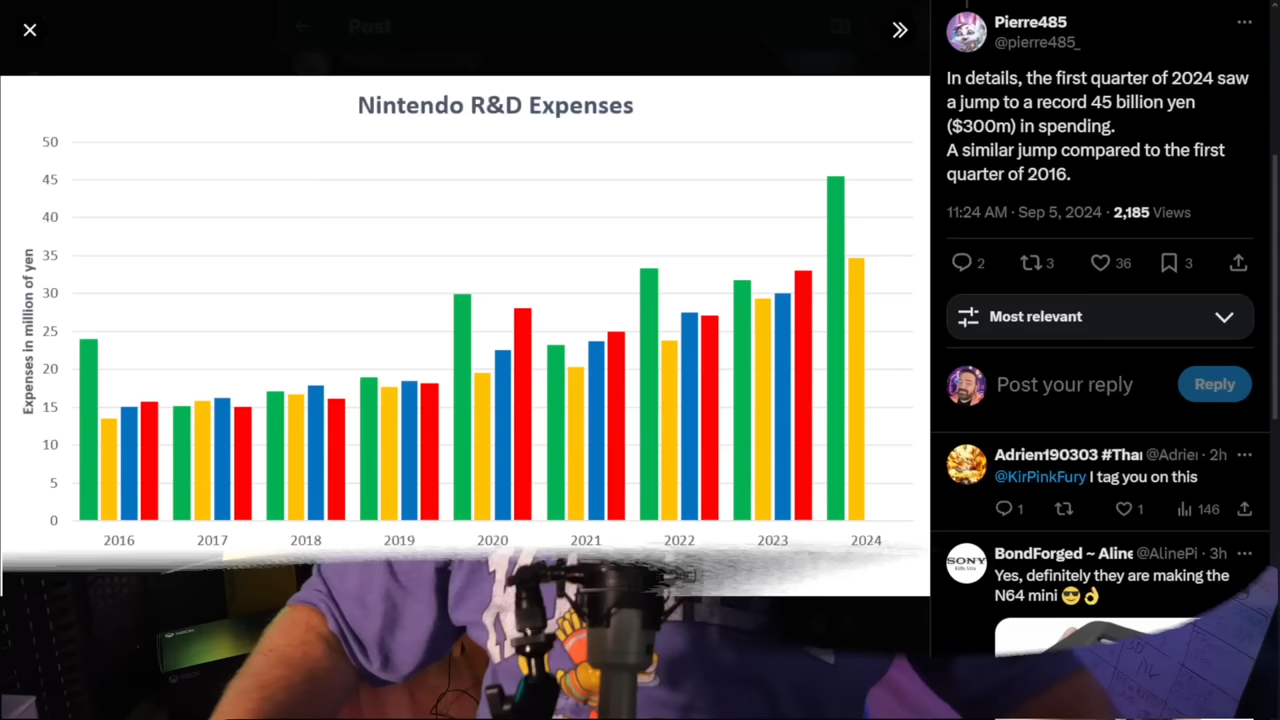 Post
Nintendo R&D Expenses
50
45
40
35
30
25
20
15
10
5
0
Expenses in million of yen
2016 2017 2018 2019 2020 2021 2022 2023 2024
Pierre485
@pierre485_
In details, the first quarter of 2024 saw
a jump to a record 45 billion yen
($300m) in spending.
A similar jump compared to the first
quarter of 2016.
11:24 AM · Sep 5, 2024 · 2,185 Views
2 3 36 3
Most relevant
Post your reply
Reply
Adrien190303 #Thai @Adrie · 2h
@KirPinkFury I tag you on this
1 1 146
BondForged ~ Aline @AlinePi · 3h
SONY
Yes, definitely they are making the
N64 mini 😎👌
XBOX